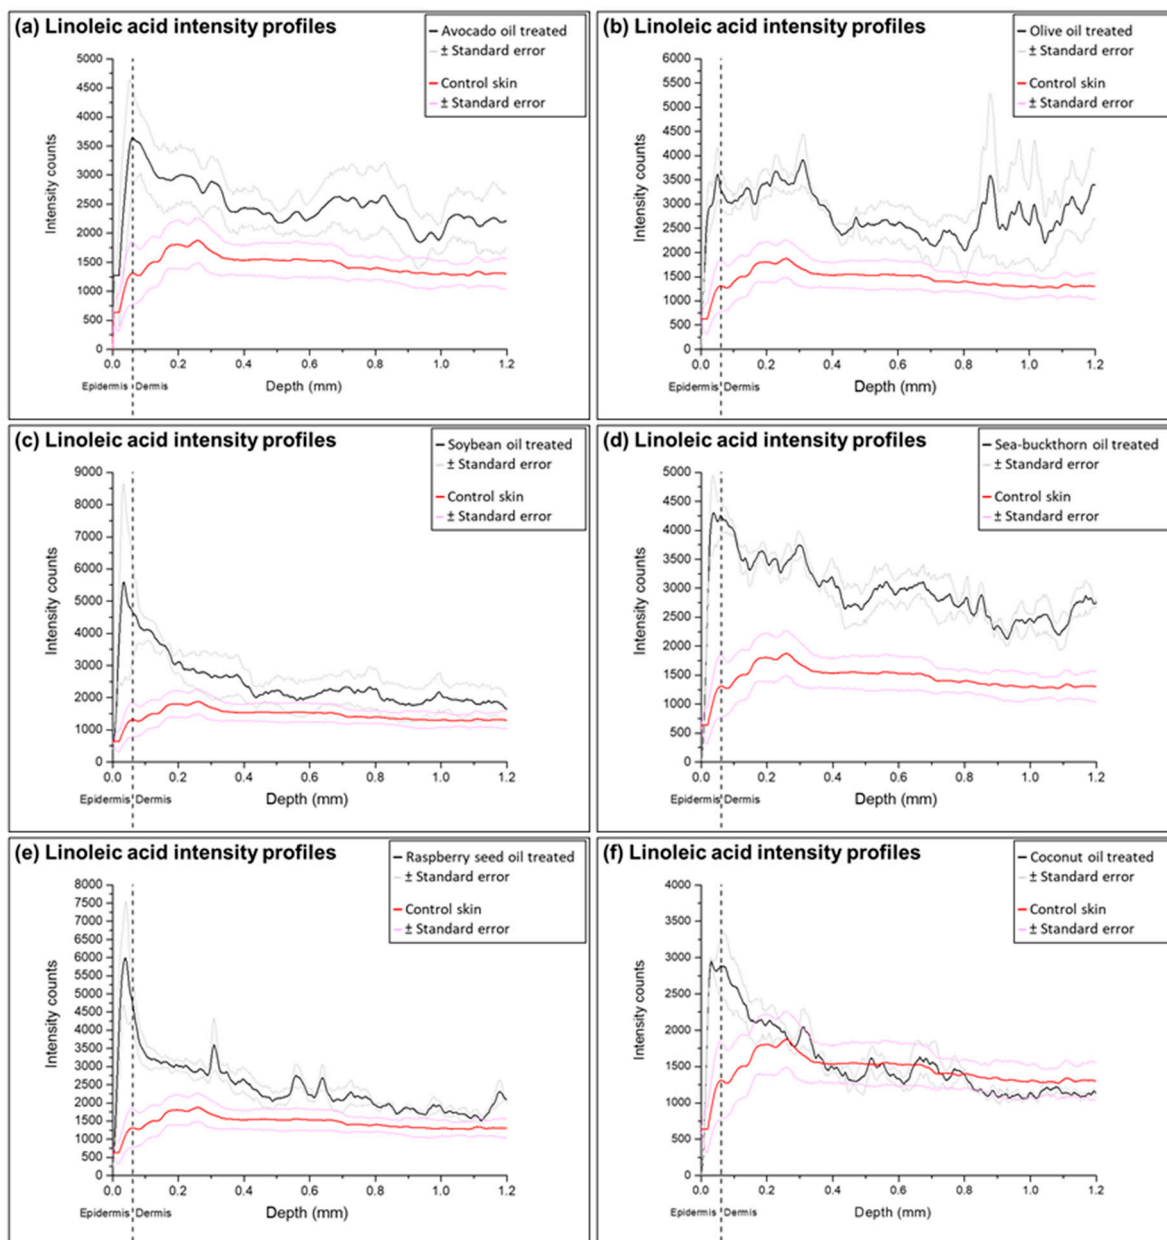 (a) Linoleic acid intensity profiles
Avocado oil treated
± Standard error
Control skin
± Standard error
5000
4500
4000
3500
3000
2500
2000
1500
1000
500
0
Intensity counts
0.0 0.2 0.4 0.6 0.8 1.0 1.2
Epidermis Dermis Depth (mm)
(b) Linoleic acid intensity profiles
Olive oil treated
± Standard error
Control skin
± Standard error
6000
5500
5000
4500
4000
3500
3000
2500
2000
1500
1000
500
0
Intensity counts
0.0 0.2 0.4 0.6 0.8 1.0 1.2
Epidermis Dermis Depth (mm)
(c) Linoleic acid intensity profiles
Soybean oil treated
± Standard error
Control skin
± Standard error
9000
8000
7000
6000
5000
4000
3000
2000
1000
0
Intensity counts
0.0 0.2 0.4 0.6 0.8 1.0 1.2
Epidermis Dermis Depth (mm)
(d) Linoleic acid intensity profiles
Sea-buckthorn oil treated
± Standard error
Control skin
± Standard error
5000
4500
4000
3500
3000
2500
2000
1500
1000
500
0
Intensity counts
0.0 0.2 0.4 0.6 0.8 1.0 1.2
Epidermis Dermis Depth (mm)
(e) Linoleic acid intensity profiles
Raspberry seed oil treated
± Standard error
Control skin
± Standard error
8000
7500
7000
6500
6000
5500
5000
4500
4000
3500
3000
2500
2000
1500
1000
500
0
Intensity counts
0.0 0.2 0.4 0.6 0.8 1.0 1.2
Epidermis Dermis Depth (mm)
(f) Linoleic acid intensity profiles
Coconut oil treated
± Standard error
Control skin
± Standard error
4000
3500
3000
2500
2000
1500
1000
500
0
Intensity counts
0.0 0.2 0.4 0.6 0.8 1.0 1.2
Epidermis Dermis Depth (mm)